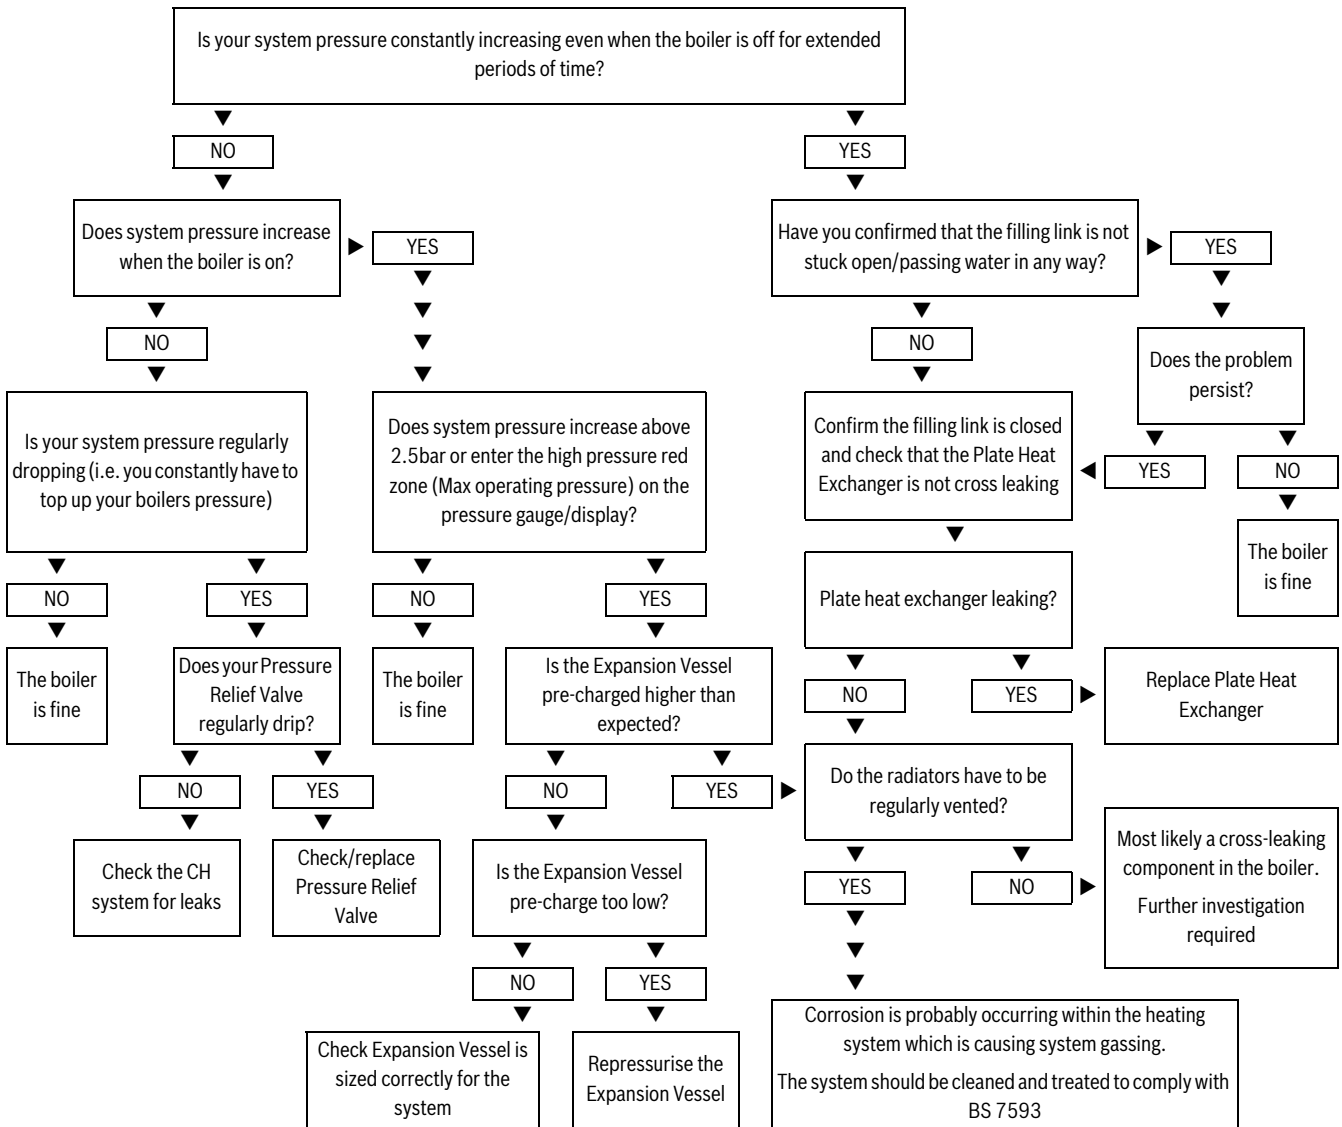 Is your system pressure constantly increasing even when the boiler is off for extended
periods of time?
NO
YES
Does system pressure increase
when the boiler is on?
YES
Have you confirmed that the filling link is not
stuck open/passing water in any way?
YES
NO
NO
Does the problem
persist?
Is your system pressure regularly
dropping (i.e. you constantly have to
top up your boilers pressure)
Does system pressure increase above
2.5bar or enter the high pressure red
zone (Max operating pressure) on the
pressure gauge/display?
Confirm the filling link is closed
and check that the Plate Heat
Exchanger is not cross leaking
YES
NO
The boiler
is fine
NO
YES
NO
YES
Plate heat exchanger leaking?
The boiler
is fine
Does your Pressure
Relief Valve
regularly drip?
The boiler
is fine
Is the Expansion Vessel
pre-charged higher than
expected?
NO
YES
Replace Plate Heat
Exchanger
NO
YES
NO
YES
Do the radiators have to be
regularly vented?
Check the CH
system for leaks
Check/replace
Pressure Relief
Valve
Is the Expansion Vessel
pre-charge too low?
YES
NO
Most likely a cross-leaking
component in the boiler.
Further investigation
required
NO
YES
Check Expansion Vessel is
sized correctly for the
system
Repressurise the
Expansion Vessel
Corrosion is probably occurring within the heating
system which is causing system gassing.
The system should be cleaned and treated to comply with
BS 7593